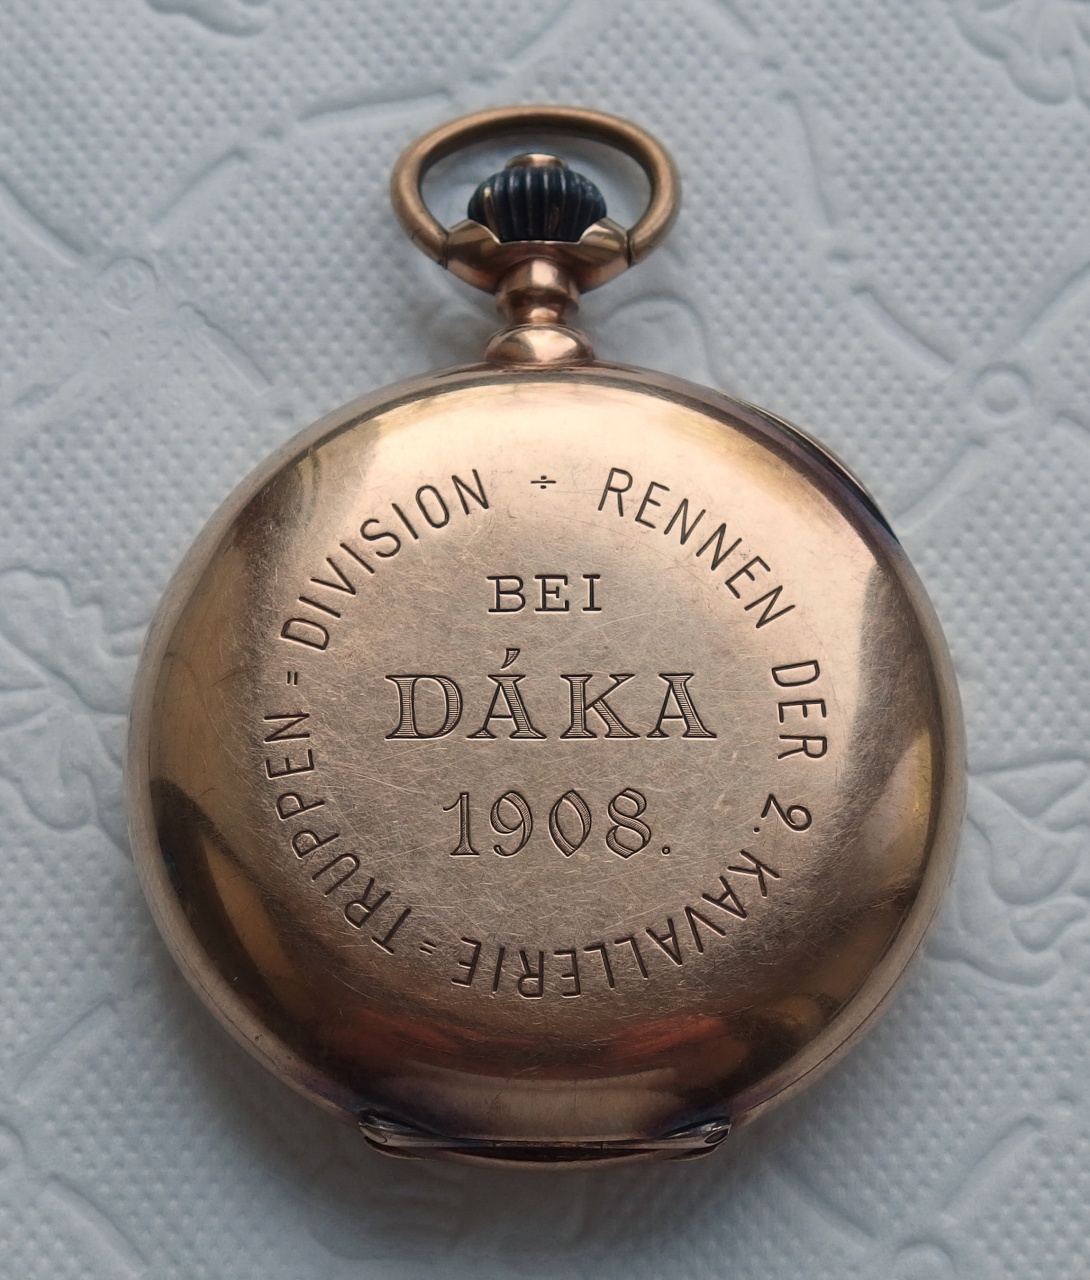 RENNEN DER 2. KAVALLERIE = TRUPPEN = DIVISION ÷
BEI
DÁKA
1908.